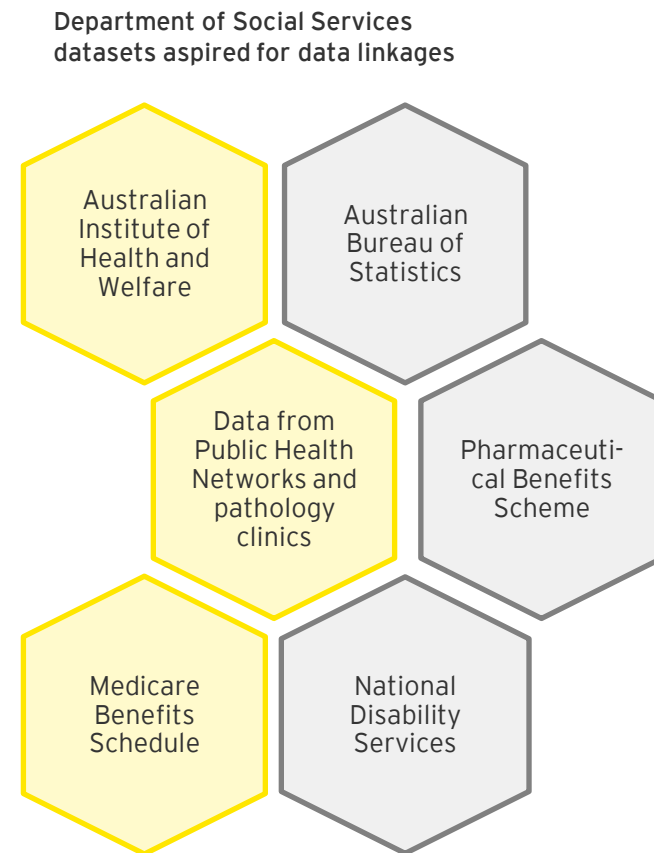 Department of Social Services
datasets aspired for data linkages
Australian
Institute of
Health and
Welfare
Australian
Bureau of
Statistics
Data from
Public Health
Networks and
pathology
clinics
Pharmaceuti-
cal Benefits
Scheme
Medicare
Benefits
Schedule
National
Disability
Services